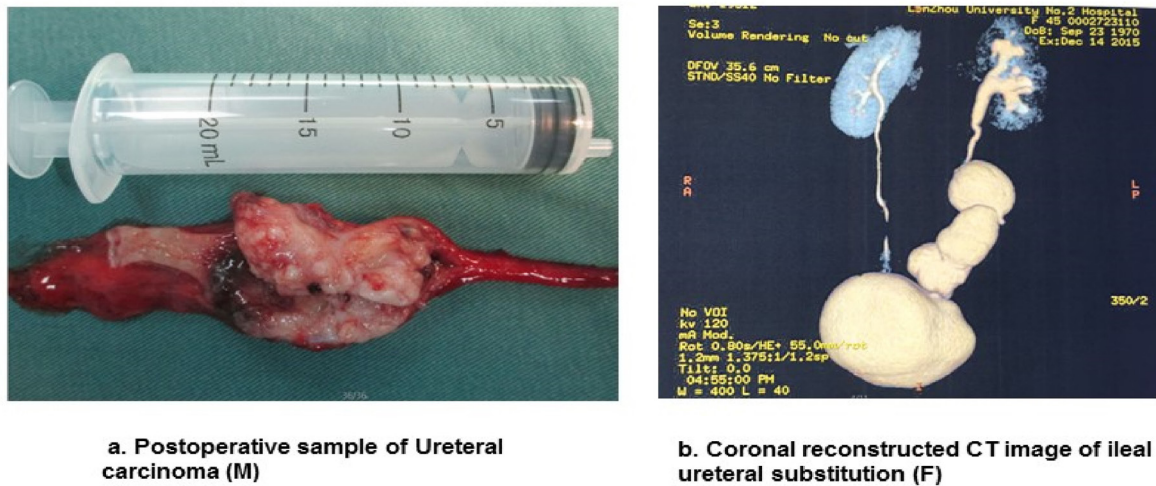 20 mL
15
10
5
36/36
Se:3
Volume Rendering No cut
DFOV 35.6 cm
STND/SS40 No Filter
LanZhou University No.2 Hospital
F 45 0002723110
DoB: Sep 23 1970
Ex:Dec 14 2015
R
A
L
P
350/2
No VOI
kv 120
mA Mod.
Rot 0.80s/HE+ 55.0mm/rot
1.2mm 1.375:1/1.2sp
Tilt: 0.0
04:55:00 PM
W = 400 L = 40
I
a. Postoperative sample of Ureteral
carcinoma (M)
b. Coronal reconstructed CT image of ileal
ureteral substitution (F)